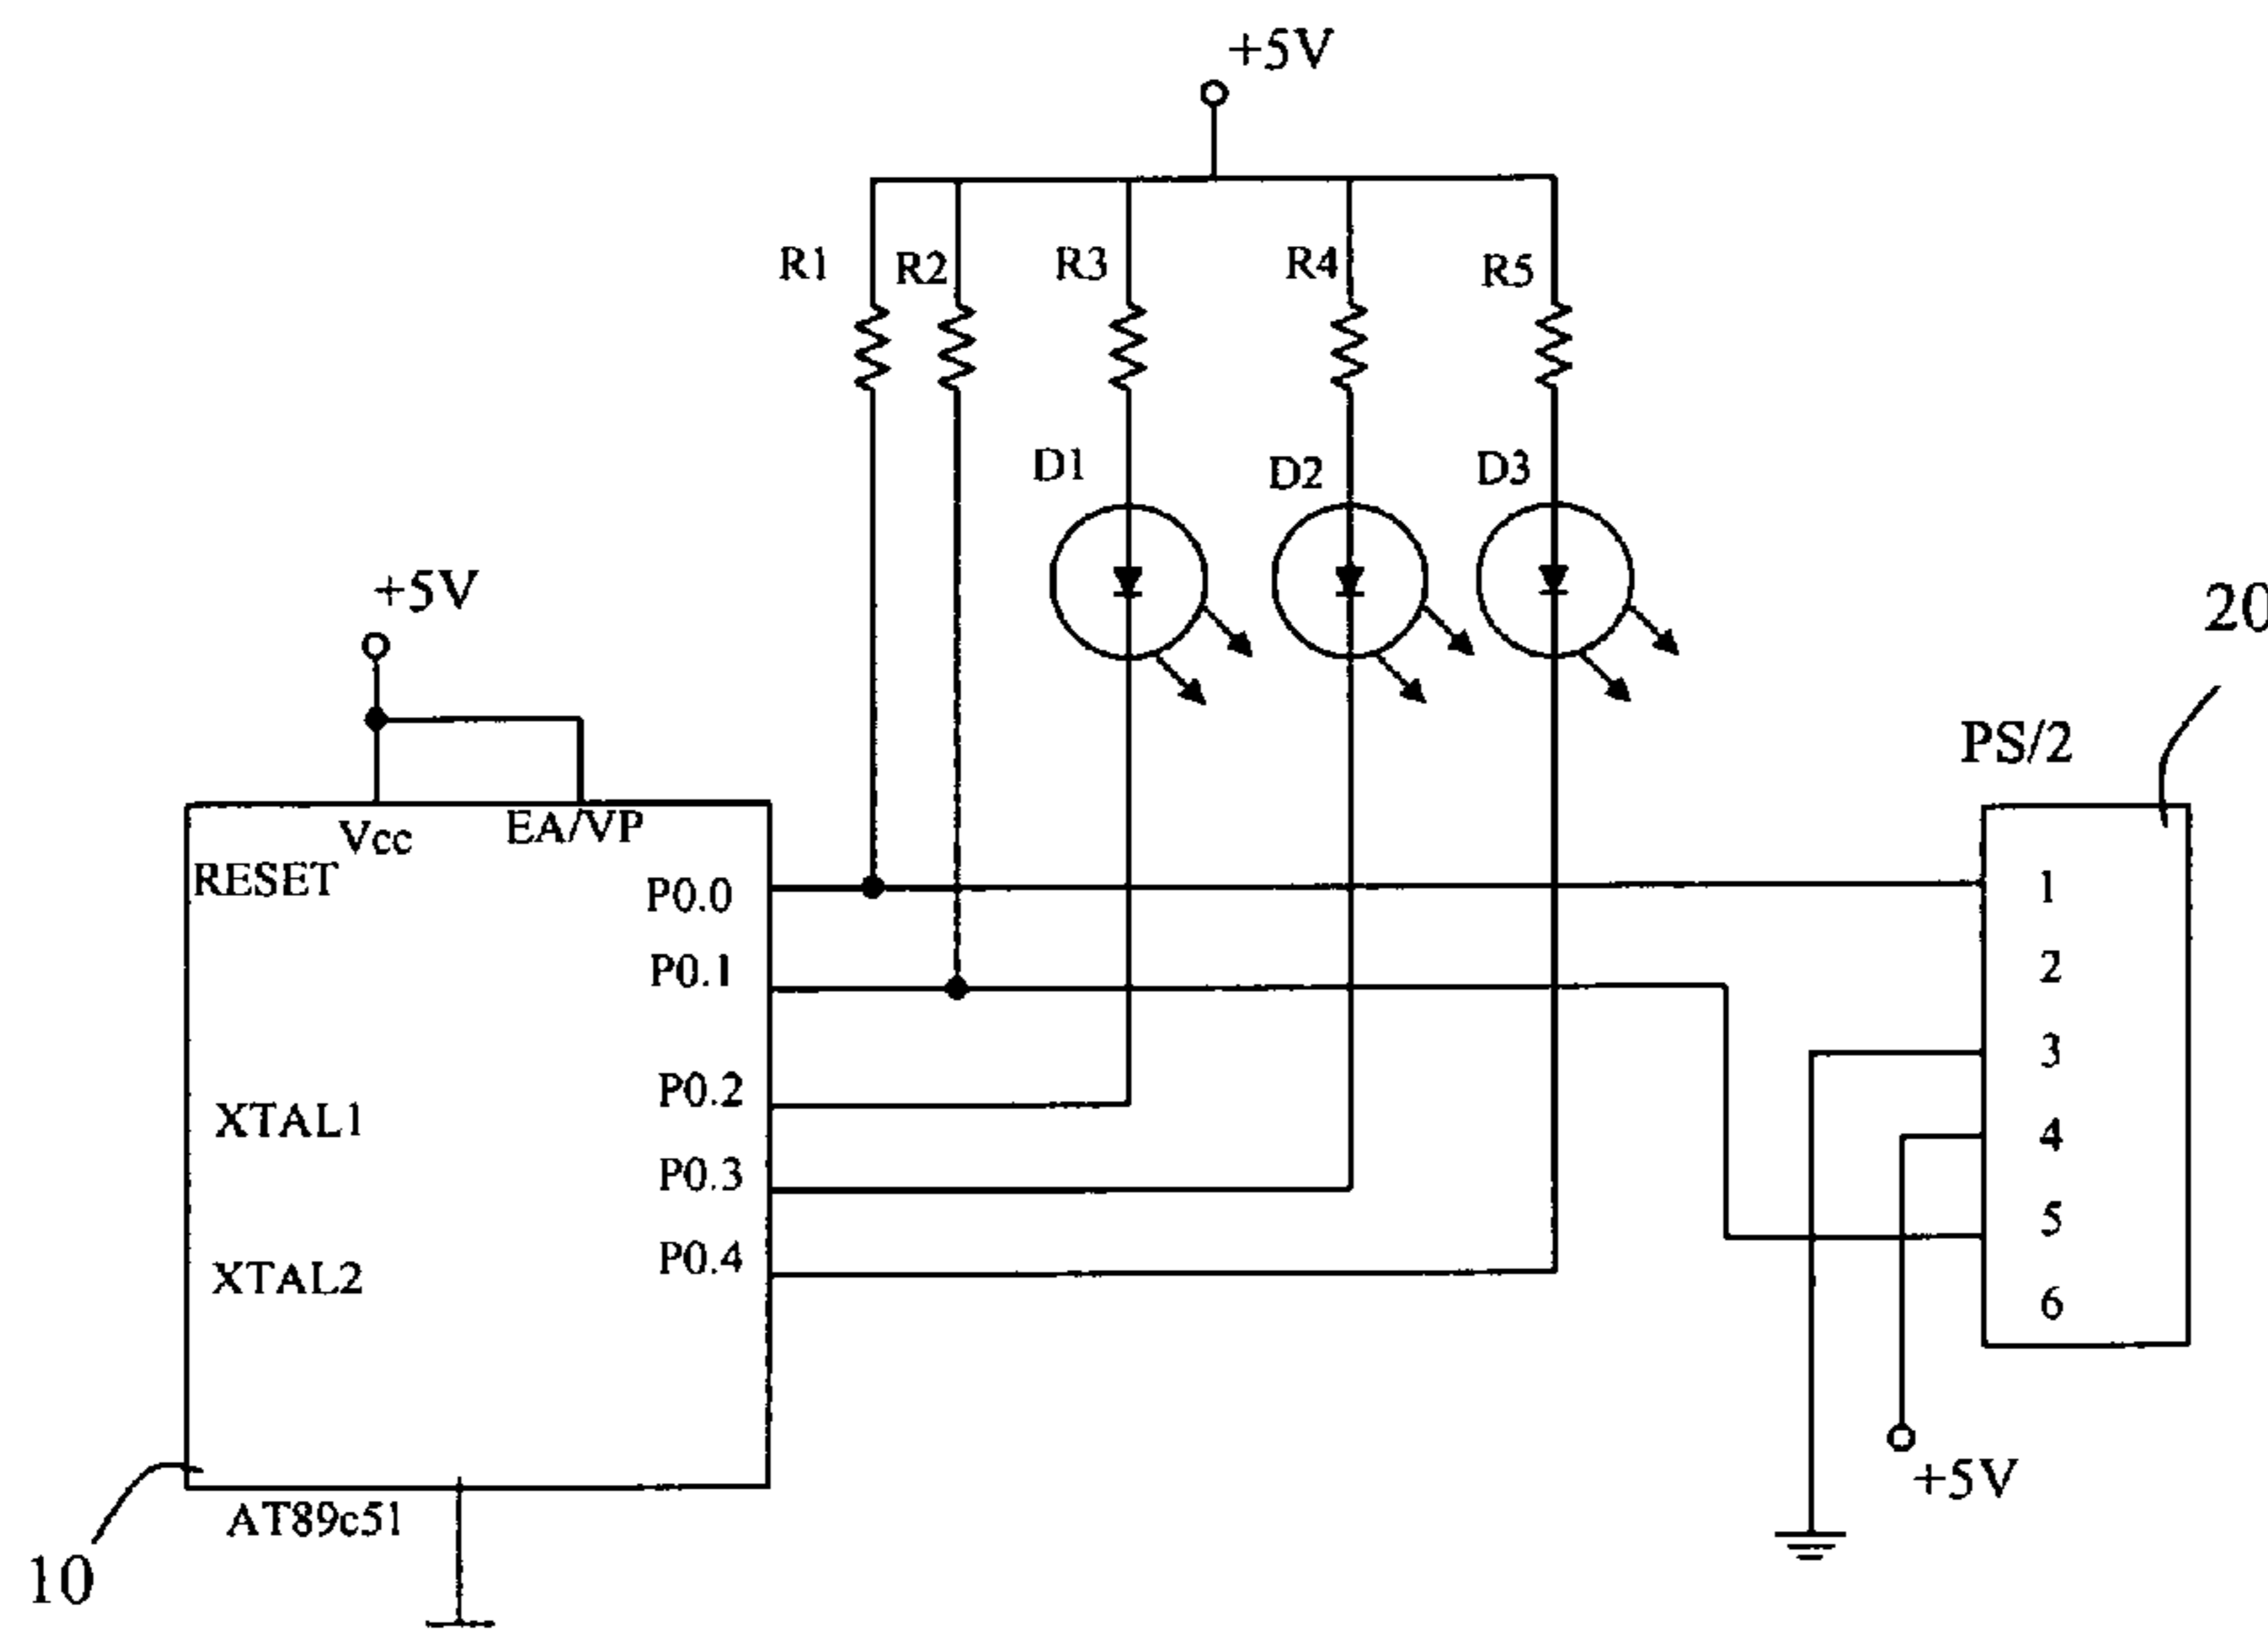 +5V
R1
R2
R3
R4
R5
D1
D2
D3
+5V
20
PS/2
Vcc
EA/VP
RESET
P0.0
1
P0.1
2
3
P0.2
XTAL1
4
P0.3
5
P0.4
XTAL2
6
+5V
AT89c51
10